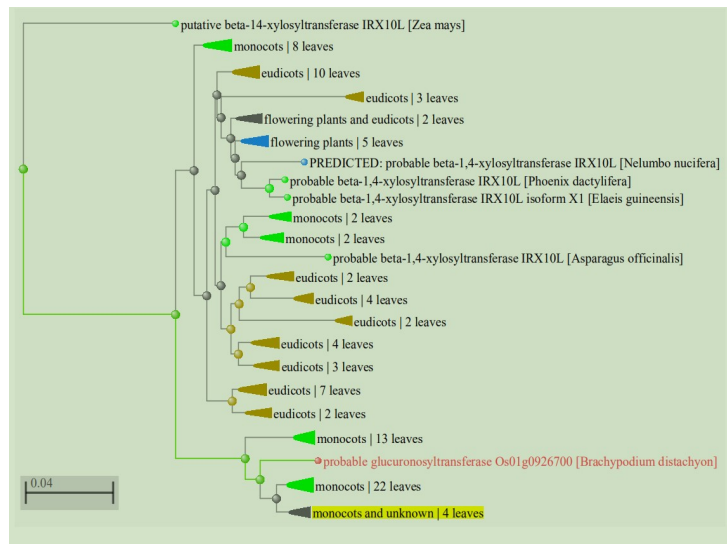 putative beta-14-xylosyltransferase IRX10L [Zea mays]
monocots | 8 leaves
eudicots | 10 leaves
eudicots | 3 leaves
flowering plants and eudicots | 2 leaves
flowering plants | 5 leaves
PREDICTED: probable beta-1,4-xylosyltransferase IRX10L [Nelumbo nucifera]
probable beta-1,4-xylosyltransferase IRX10L [Phoenix dactylifera]
probable beta-1,4-xylosyltransferase IRX10L isoform X1 [Elaeis guineensis]
monocots | 2 leaves
monocots | 2 leaves
probable beta-1,4-xylosyltransferase IRX10L [Asparagus officinalis]
eudicots | 2 leaves
eudicots | 4 leaves
eudicots | 2 leaves
eudicots | 4 leaves
eudicots | 3 leaves
eudicots | 7 leaves
eudicots | 2 leaves
monocots | 13 leaves
probable glucuronosyltransferase Os01g0926700 [Brachypodium distachyon]
0.04
monocots | 22 leaves
monocots and unknown | 4 leaves